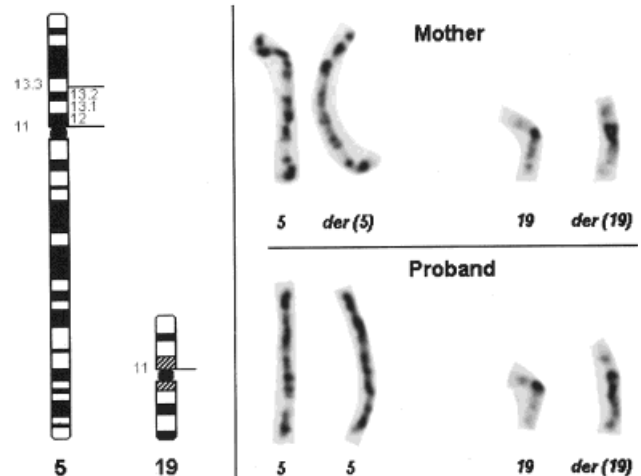 13.3
13.2
13.1
12
11
11
5
19
Mother
5 der (5) 19 der (19)
Proband
5 5 19 der (19)